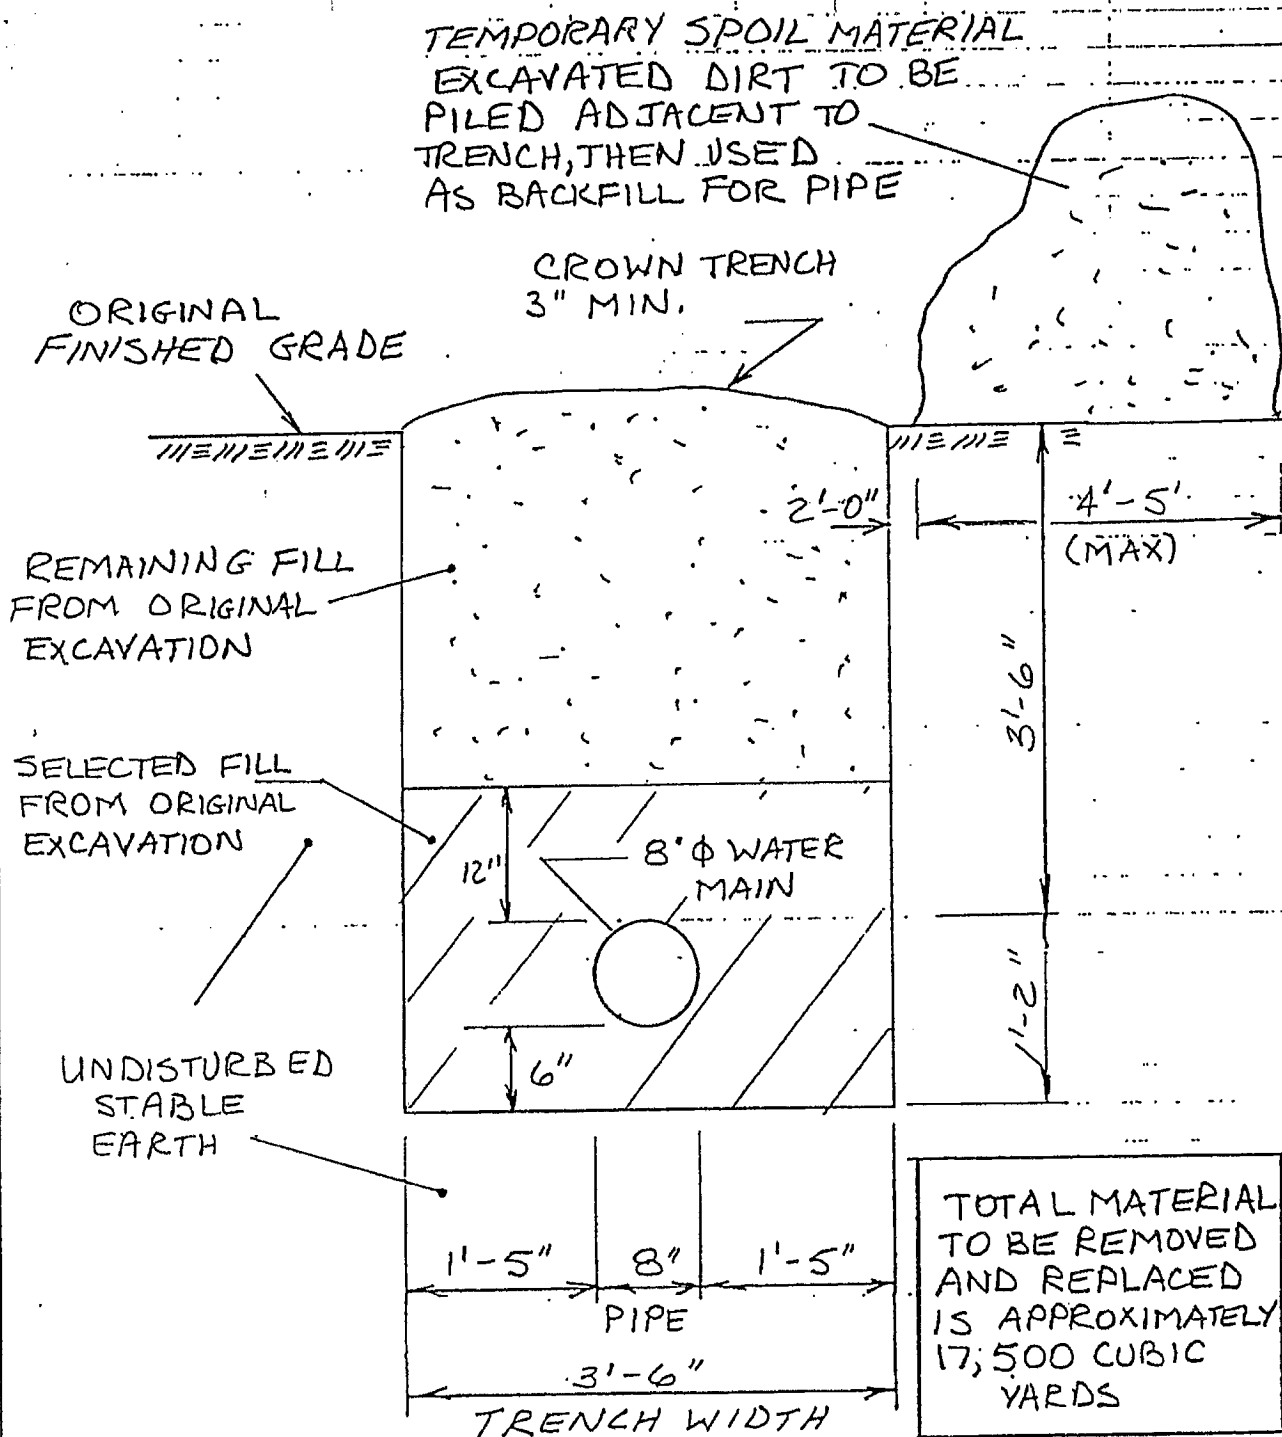 TEMPORARY SPOIL MATERIAL
EXCAVATED DIRT TO BE
PILED ADJACENT TO
TRENCH, THEN USED
AS BACKFILL FOR PIPE
CROWN TRENCH
3" MIN.
ORIGINAL
FINISHED GRADE
2'-0"
4'-5'
(MAX)
REMAINING FILL
FROM ORIGINAL
EXCAVATION
3'-6"
SELECTED FILL
FROM ORIGINAL
EXCAVATION
12"
8" Φ WATER
MAIN
1'-2"
6"
UNDISTURBED
STABLE
EARTH
1'-5"
8"
1'-5"
PIPE
3'-6"
TRENCH WIDTH
TOTAL MATERIAL
TO BE REMOVED
AND REPLACED
IS APPROXIMATELY
17,500 CUBIC
YARDS